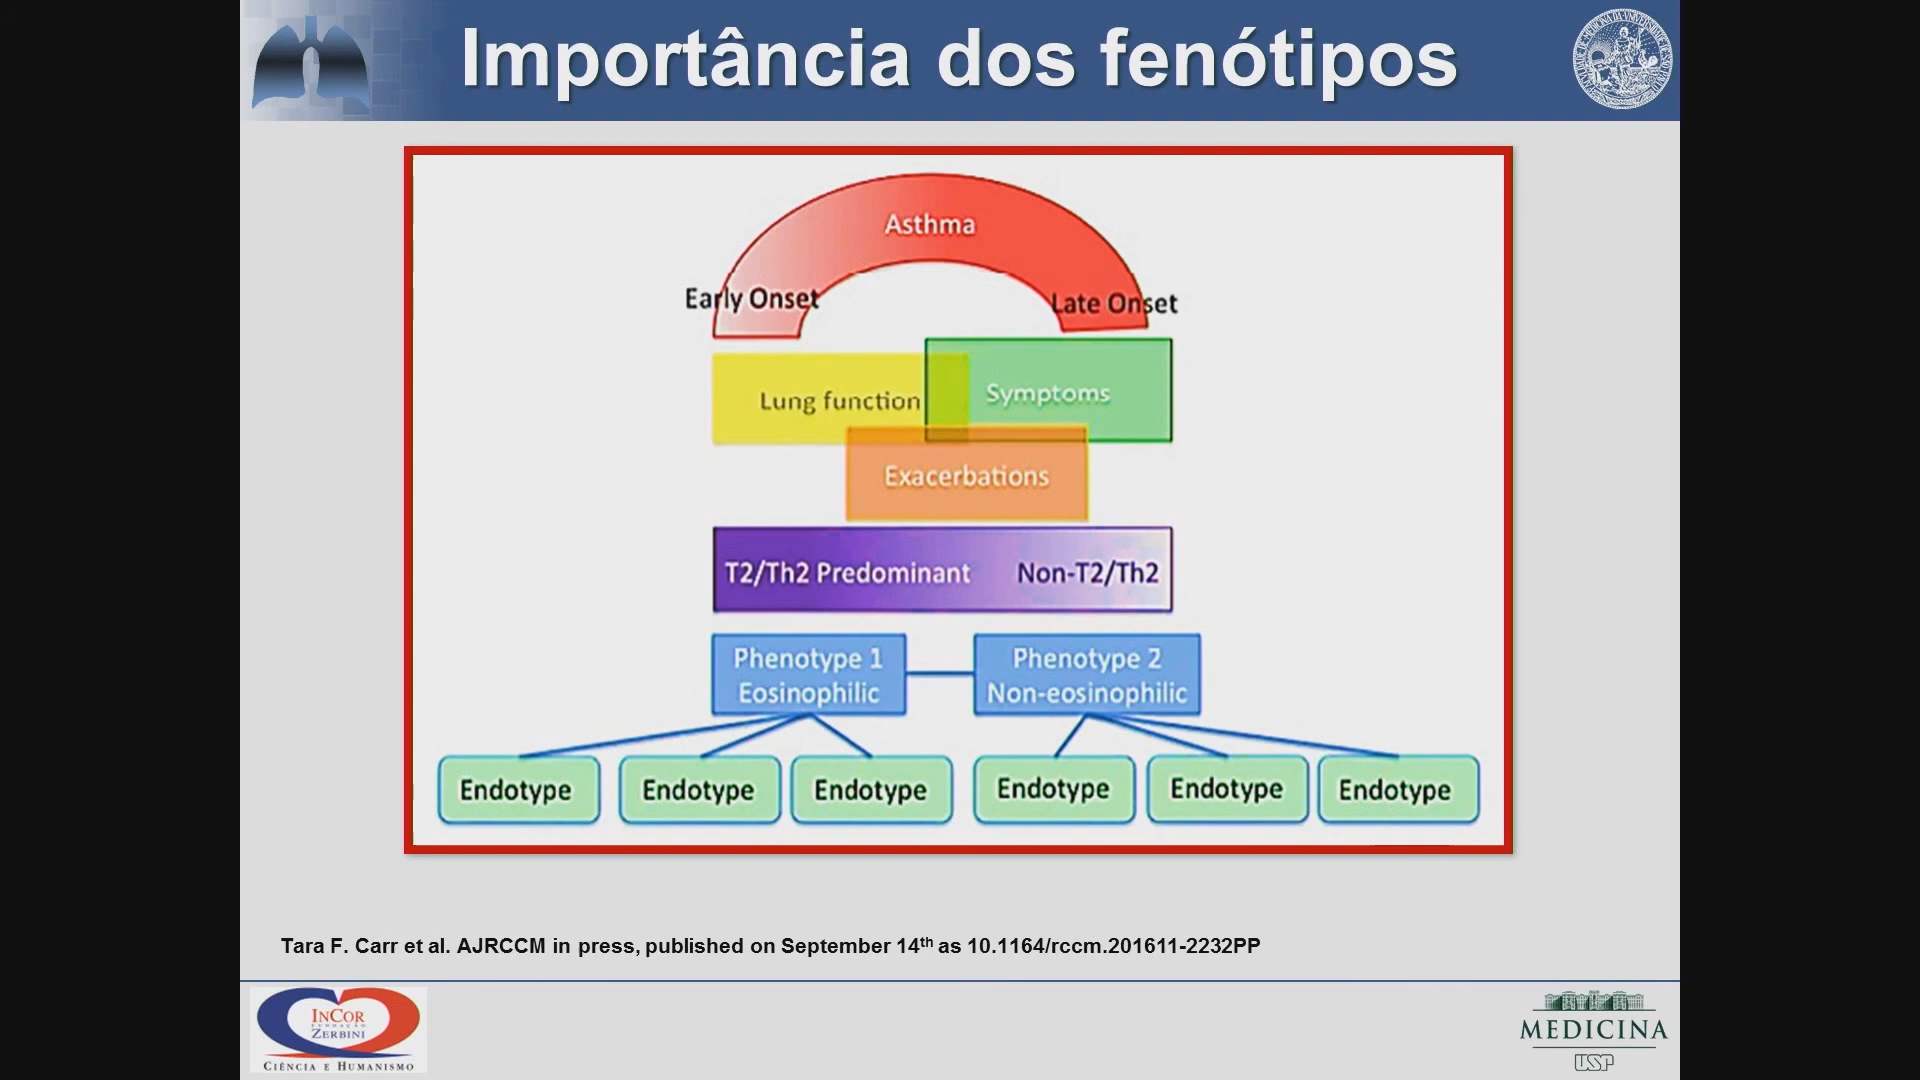 Importância dos fenótipos
Asthma
Early Onset
Late Onset
Lung function
Symptoms
Exacerbations
T2/Th2 Predominant Non-T2/Th2
Phenotype 1
Eosinophilic
Phenotype 2
Non-eosinophilic
Endotype Endotype Endotype Endotype Endotype Endotype
Tara F. Carr et al. AJRCCM in press, published on September 14th as 10.1164/rccm.201611-2232PP
INCOR
FUNDAÇÃO
ZERBINI
CIÊNCIA E HUMANISMO
MEDICINA
USP